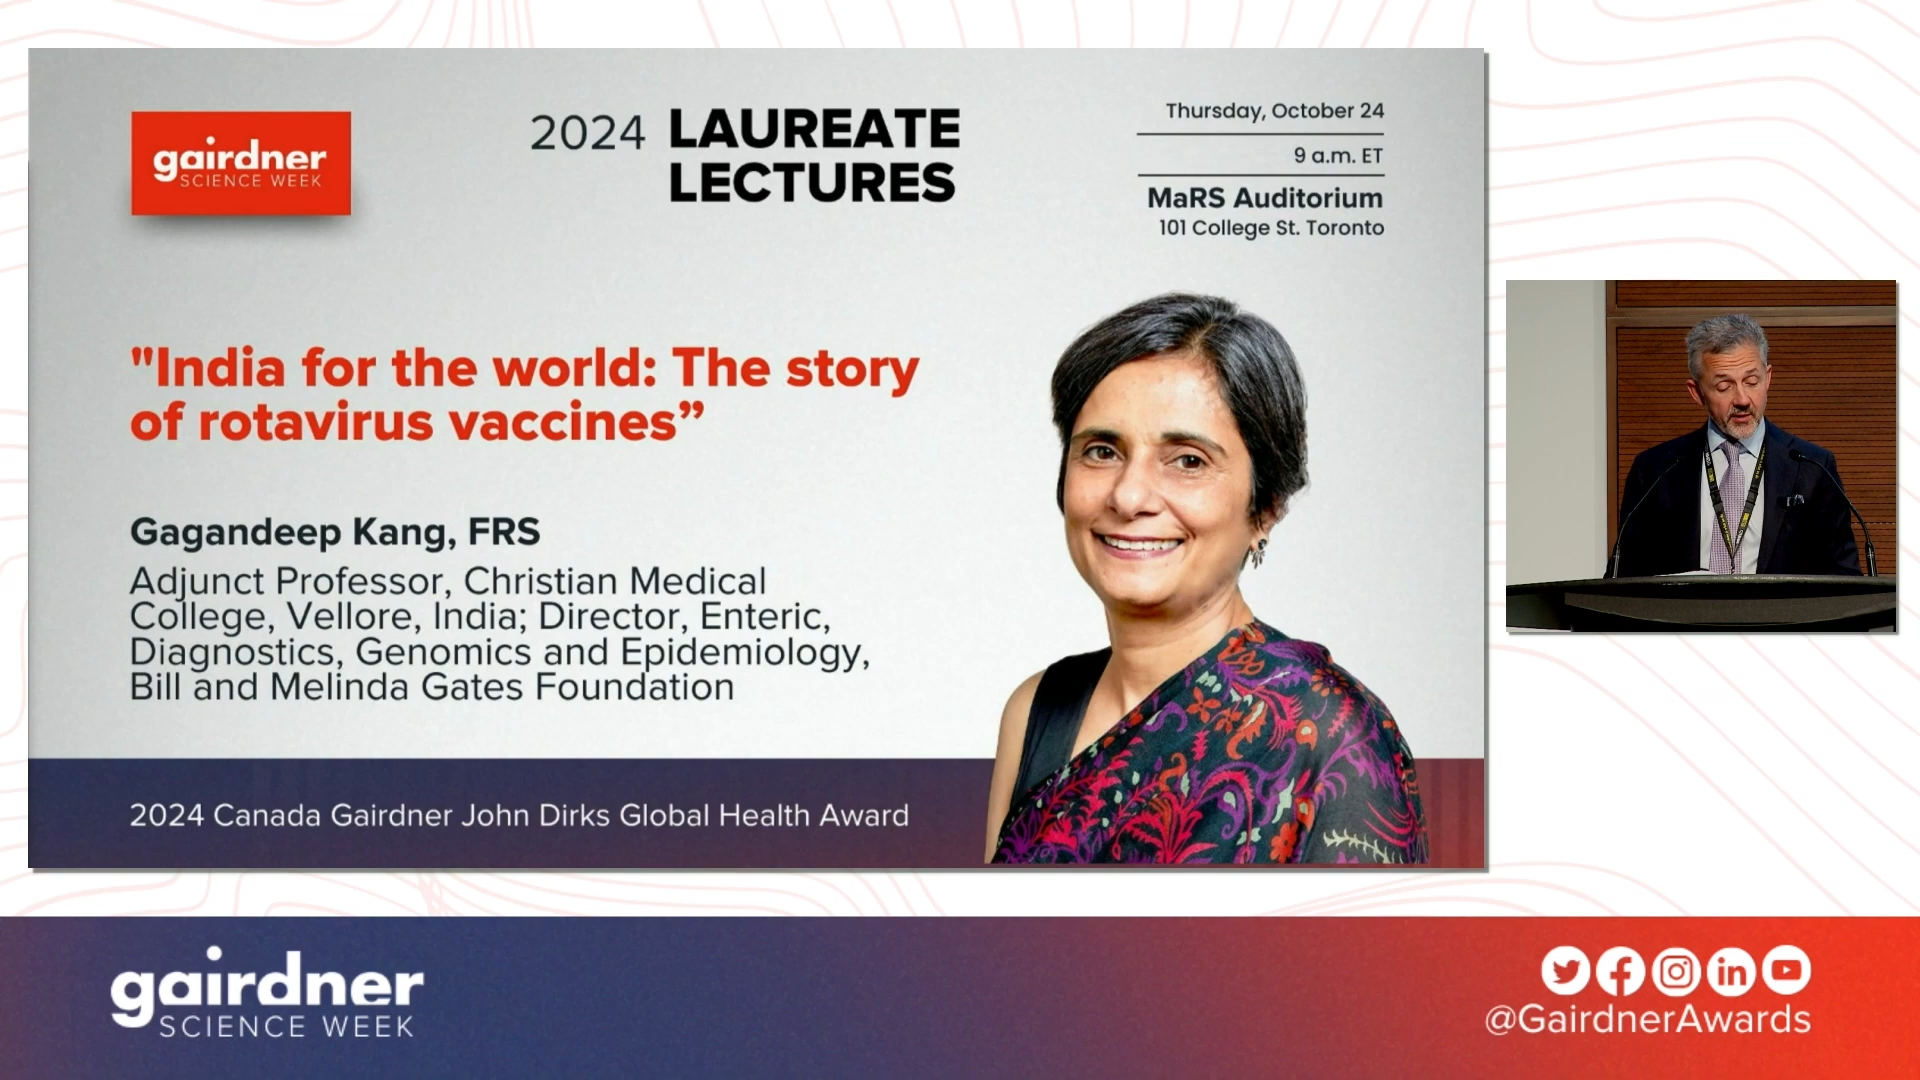 gairdner
SCIENCE WEEK
2024 LAUREATE
LECTURES
Thursday, October 24
9 a.m. ET
MaRS Auditorium
101 College St. Toronto
"India for the world: The story
of rotavirus vaccines”
Gagandeep Kang, FRS
Adjunct Professor, Christian Medical
College, Vellore, India; Director, Enteric,
Diagnostics, Genomics and Epidemiology,
Bill and Melinda Gates Foundation
2024 Canada Gairdner John Dirks Global Health Award
gairdner
SCIENCE WEEK
@GairdnerAwards